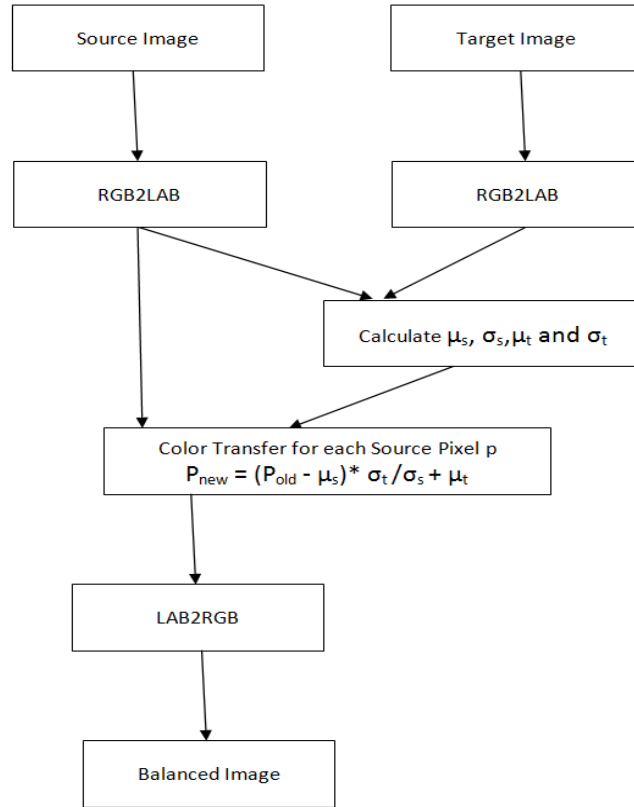 Source Image
Target Image
RGB2LAB
RGB2LAB
Calculate μₛ, σₛ,μₜ and σₜ
Color Transfer for each Source Pixel p
Pₙₑw = (Pₒₗd - μₛ)* σₜ/σₛ + μₜ
LAB2RGB
Balanced Image